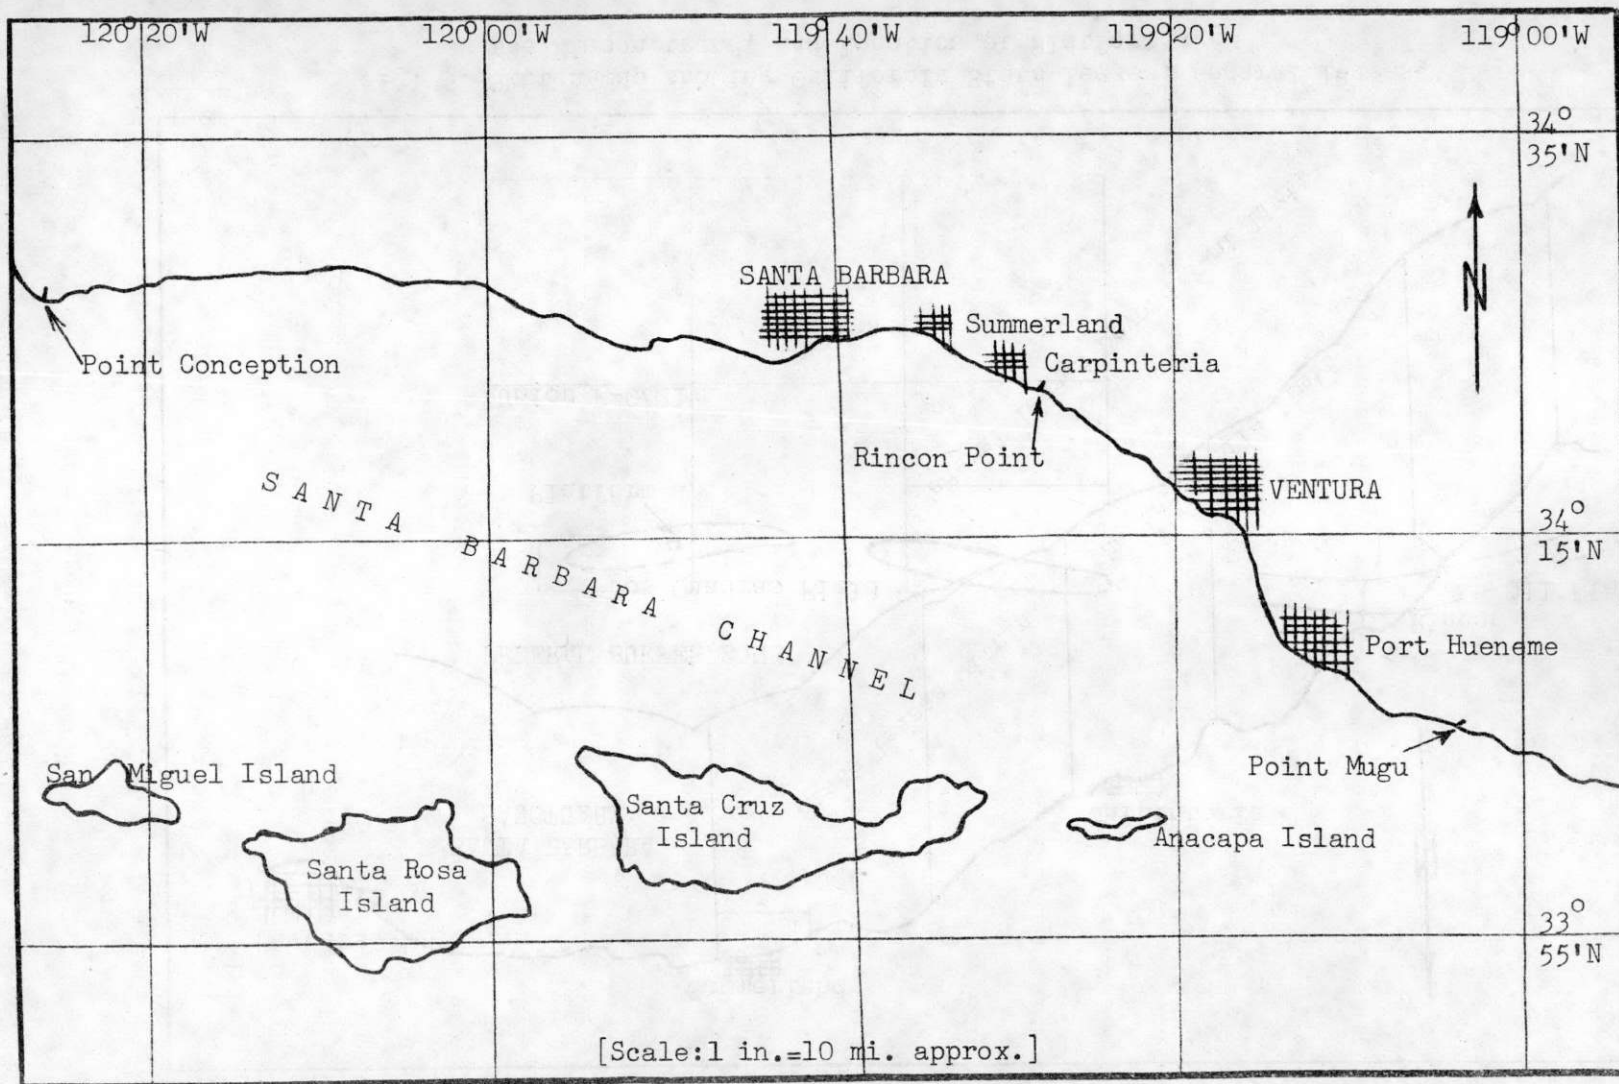 120°20'W 120°00'W 119°40'W 119°20'W 119°00'W
34°
35'N
SANTA BARBARA
N
Summerland
Carpinteria
Point Conception
Rincon Point
VENTURA
SANTA BARBARA CHANNEL
34°
15'N
Port Hueneme
Point Mugu
San Miguel Island
Santa Cruz
Island
Anacapa Island
Santa Rosa
Island
33°
55'N
[Scale:1 in.=10 mi. approx.]